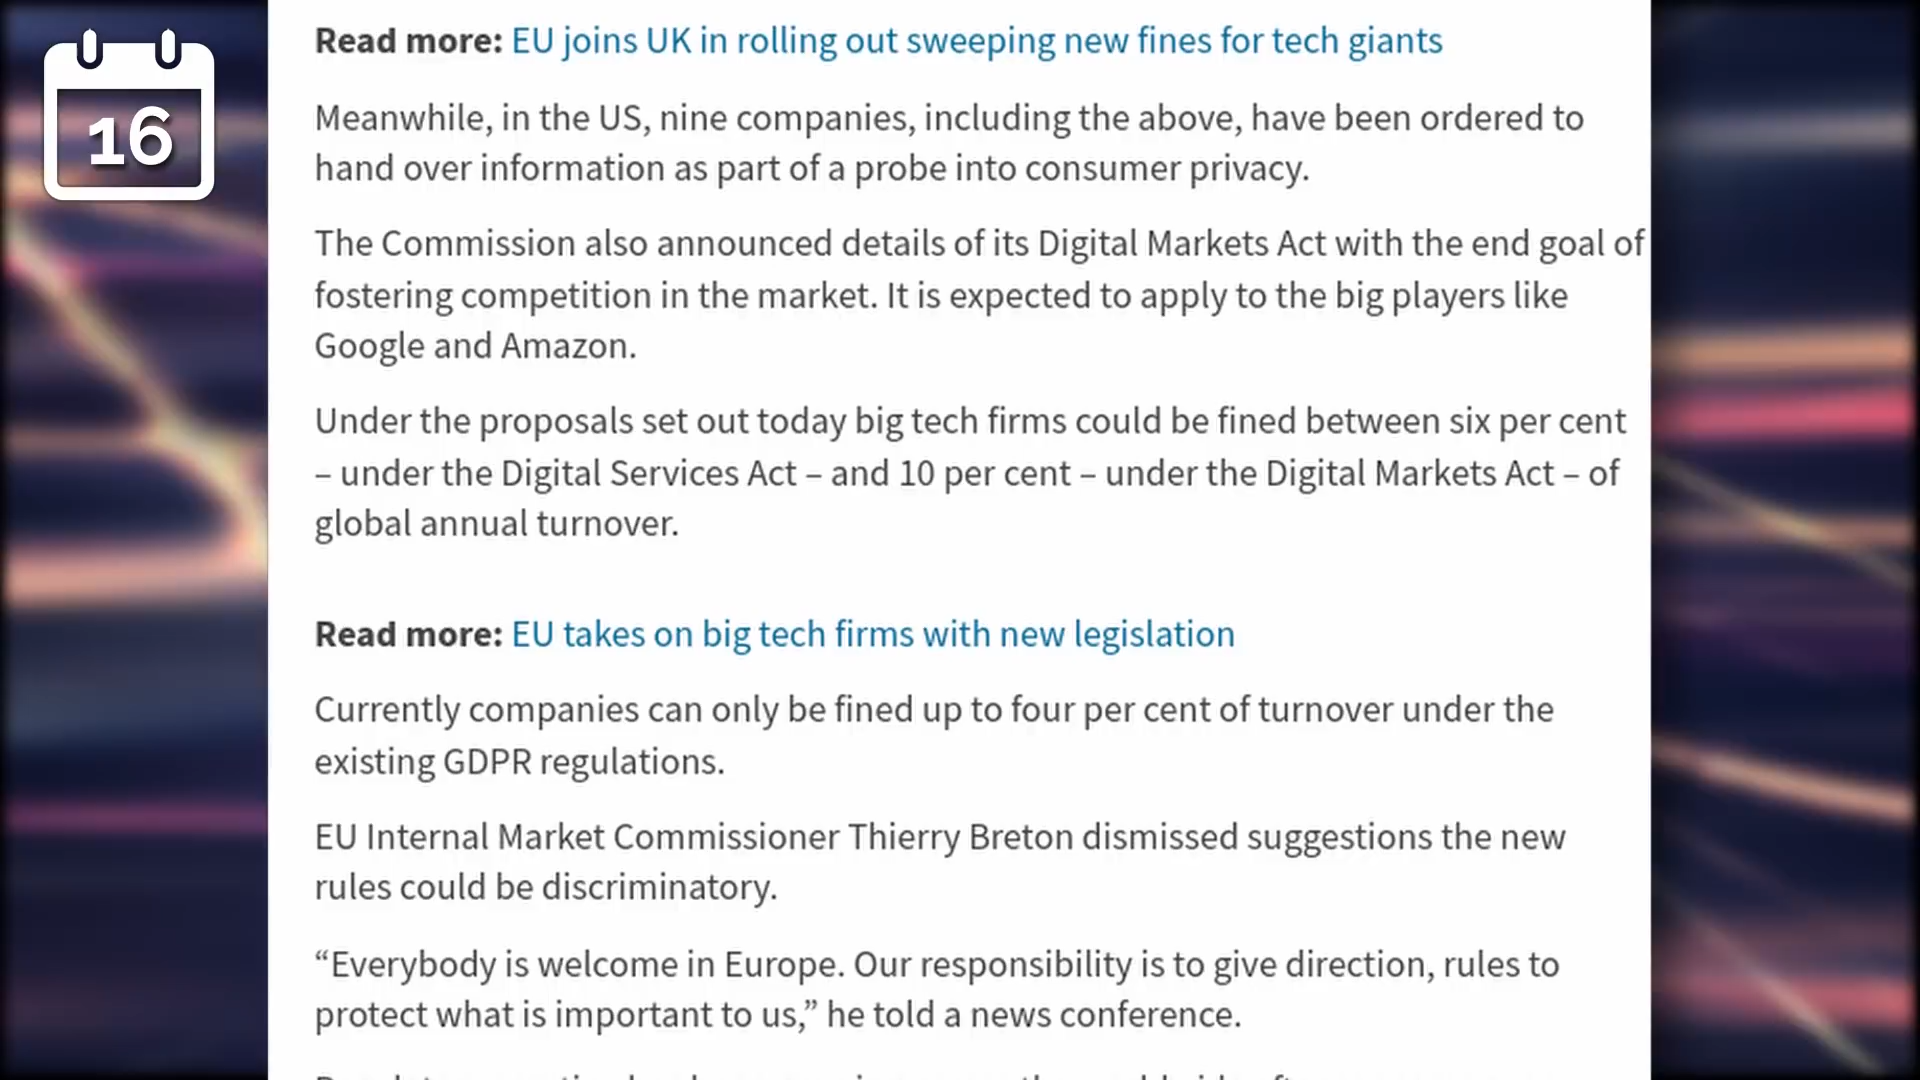 16
Read more: EU joins UK in rolling out sweeping new fines for tech giants
Meanwhile, in the US, nine companies, including the above, have been ordered to
hand over information as part of a probe into consumer privacy.
The Commission also announced details of its Digital Markets Act with the end goal of
fostering competition in the market. It is expected to apply to the big players like
Google and Amazon.
Under the proposals set out today big tech firms could be fined between six per cent
– under the Digital Services Act – and 10 per cent – under the Digital Markets Act – of
global annual turnover.
Read more: EU takes on big tech firms with new legislation
Currently companies can only be fined up to four per cent of turnover under the
existing GDPR regulations.
EU Internal Market Commissioner Thierry Breton dismissed suggestions the new
rules could be discriminatory.
“Everybody is welcome in Europe. Our responsibility is to give direction, rules to
protect what is important to us,” he told a news conference.